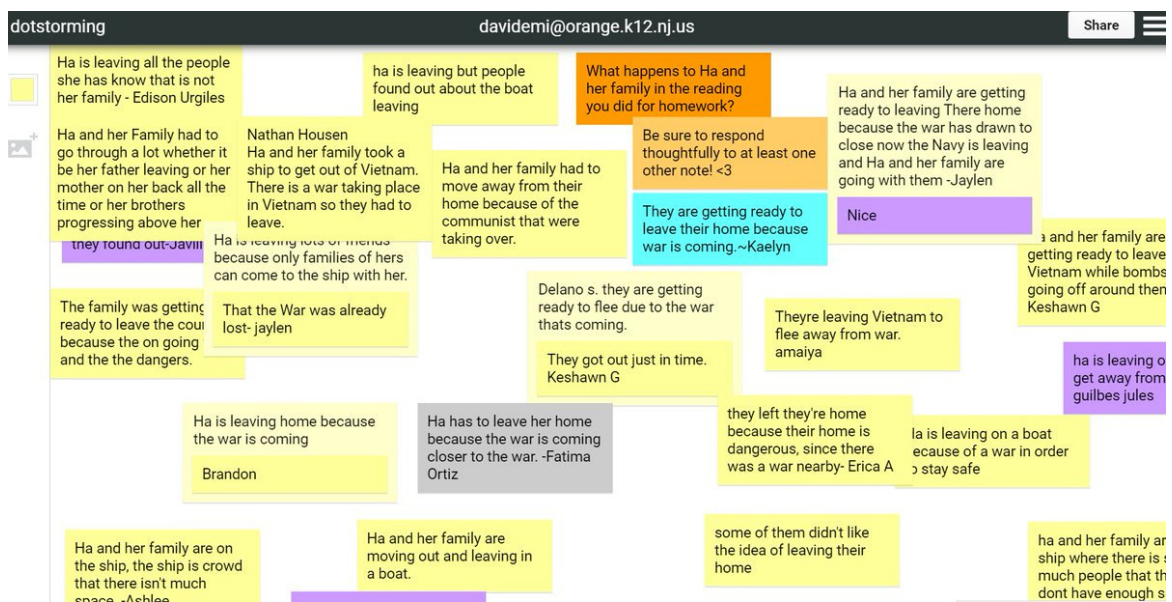 dotstorming
davidemi@orange.k12.nj.us
Share
Ha is leaving all the people
she has know that is not
her family - Edison Urgiles
ha is leaving but people
found out about the boat
leaving
What happens to Ha and
her family in the reading
you did for homework?
Ha and her family are getting
ready to leaving There home
because the war has drawn to
close now the Navy is leaving
and Ha and her family are
going with them -Jaylen
Nice
Ha and her Family had to
go through a lot whether it
be her father leaving or her
mother on her back all the
time or her brothers
progressing above her
Nathan Housen
Ha and her family took a
ship to get out of Vietnam.
There is a war taking place
in Vietnam so they had to
leave.
Ha and her family had to
move away from their
home because of the
communist that were
taking over.
Be sure to respond
thoughtfully to at least one
other note! <3
They are getting ready to
leave their home because
war is coming.~Kaelyn
they found
Ha is leaving lots of friends
because only families of hers
can come to the ship with her.
That the War was already
lost- jaylen
a and her family are
getting ready to leave
Vietnam while bombs
going off around
Keshawn G
The family was getting
ready to leave the
because the on going
and the the dangers.
Delano s. they are getting
ready to flee due to the war
thats coming.
They got out just in time.
Keshawn G
Theyre leaving Vietnam to
flee away from war.
amaiya
ha is leaving
get away from
guilbes jules
Ha is leaving home because
the war is coming
Brandon
Ha has to leave her home
because the war is coming
closer to the war. -Fatima
Ortiz
they left they're home
because their home is
dangerous, since there
was a war nearby- Erica A
is leaving on a boat
because of a war in order
to stay safe
Ha and her family are on
the ship, the ship is crowd
that there isn't much
space. -Ashlee
Ha and her family are
moving out and leaving in
a boat.
some of them didn't like
the idea of leaving their
home
ha and her family
ship where there is
much people that
dont have enough